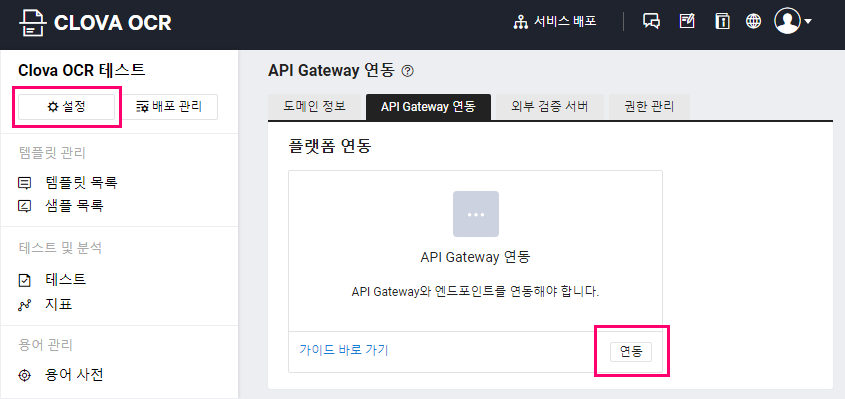 CLOVA OCR
서비스 배포
Clova OCR 테스트
설정
배포 관리
템플릿 관리
템플릿 목록
샘플 목록
테스트 및 분석
테스트
지표
용어 관리
용어 사전
API Gateway 연동
도메인 정보
API Gateway 연동
외부 검증 서버
권한 관리
플랫폼 연동
API Gateway 연동
API Gateway와 엔드포인트를 연동해야 합니다.
가이드 바로 가기
연동